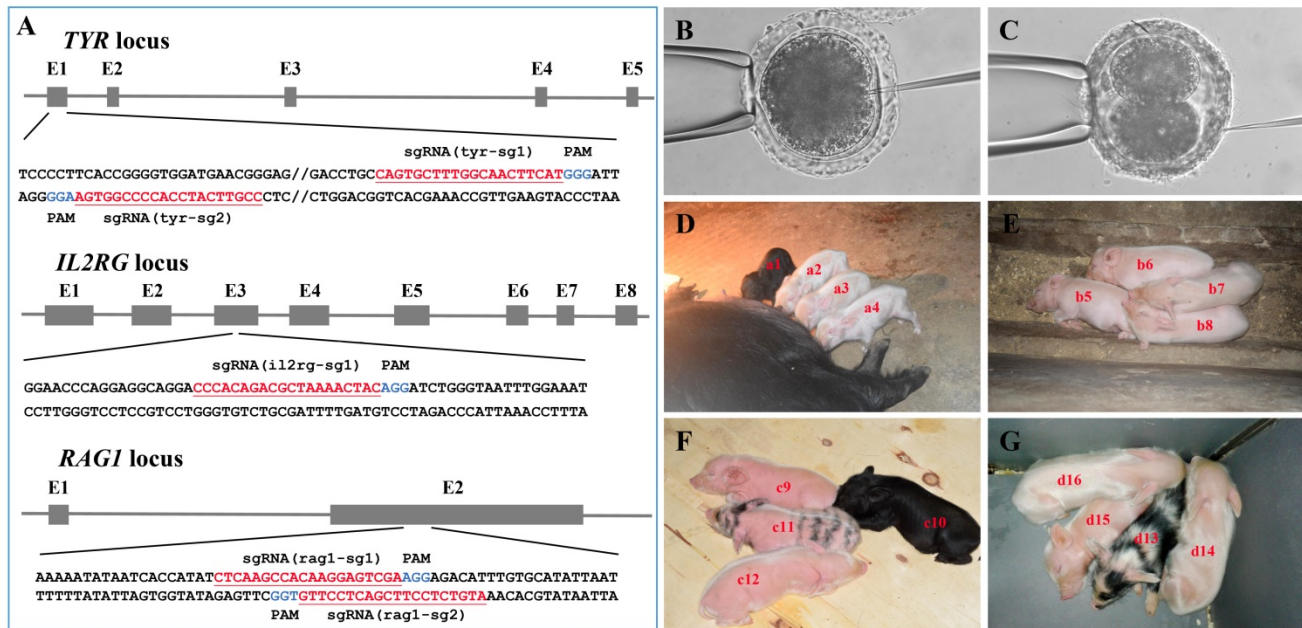 A
TYR locus
E1 E2 E3 E4 E5
sgRNA(tyr-sg1) PAM
TCCCCTTCACCGGGGTGGATGAACGGGAG//GACCTGCCAGTGCTTTGGCAACTTCATGGGATT
AGGGGAAGTGGCCCCACCTACTTGCCCTC//CTGGACGGTCACGAAACCGTTGAAGTACCCTAA
PAM sgRNA(tyr-sg2)
IL2RG locus
E1 E2 E3 E4 E5 E6 E7 E8
sgRNA(il2rg-sg1) PAM
GGAACCCAGGAGGCAGGACCCACAGACGCTAAAACTACAGGATCTGGGTAATTTGGAAAT
CCTTGGGTCCTCCGTCCTGGGTGTCTGCGATTTTGATGTCCTAGACCCATTAAACCTTTA
RAG1 locus
E1 E2
sgRNA(rag1-sg1) PAM
AAAAATATAATCACCATATCTCAAGCCACAAGGAGTCGAAGGAGACATTTGTGCATATTAAT
TTTTTATATTAGTGGTATAGAGTTCGGTGTTCCTCAGCTTCCTCTGTAAACACGTATAATTA
PAM sgRNA(rag1-sg2)
B
C
D
a1
a2
a3
a4
E
b6
b5
b7
b8
F
c9
c10
c11
c12
G
d16
d15
d13
d14